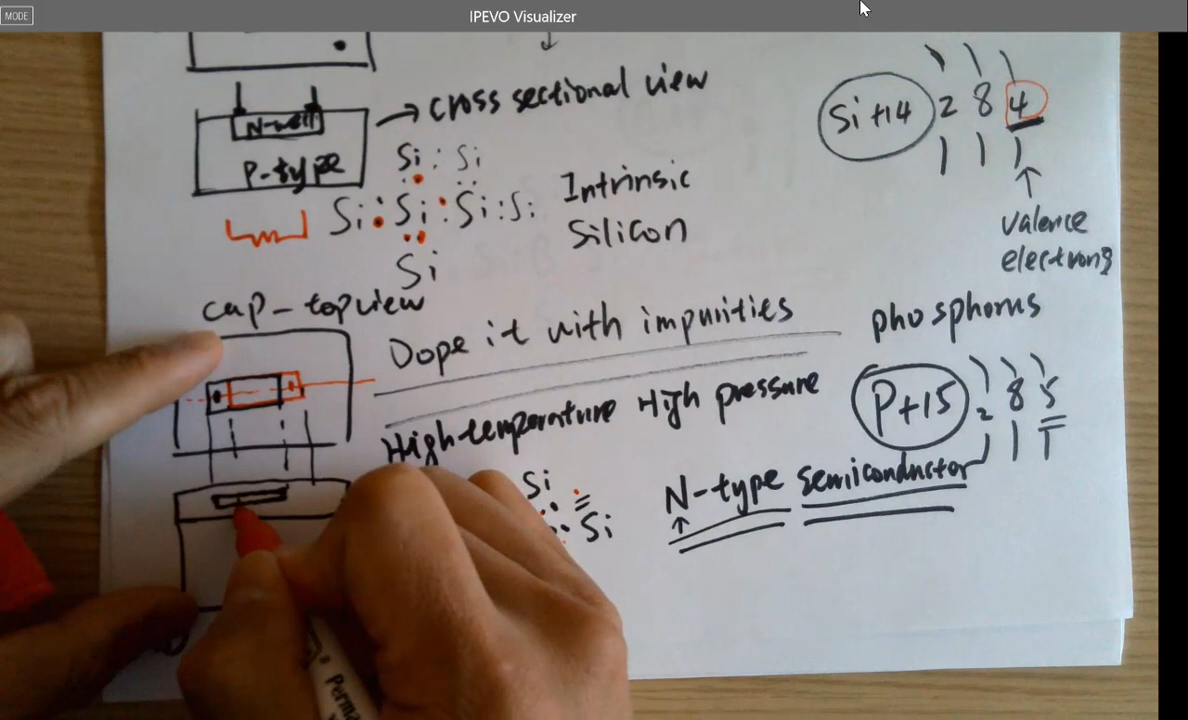 MODE
IPEVO Visualizer
cross sectional view
N-well
P-type
Si : Si
Si : Si : Si : Si
Si
Intrinsic
Silicon
Si +14 2 8 4
valence
electrons
cap - top view
Dope it with impurities
High-temperature High pressure
phosphorus
P+15 2 8 5
Si
Si
N-type semiconductor
Perma